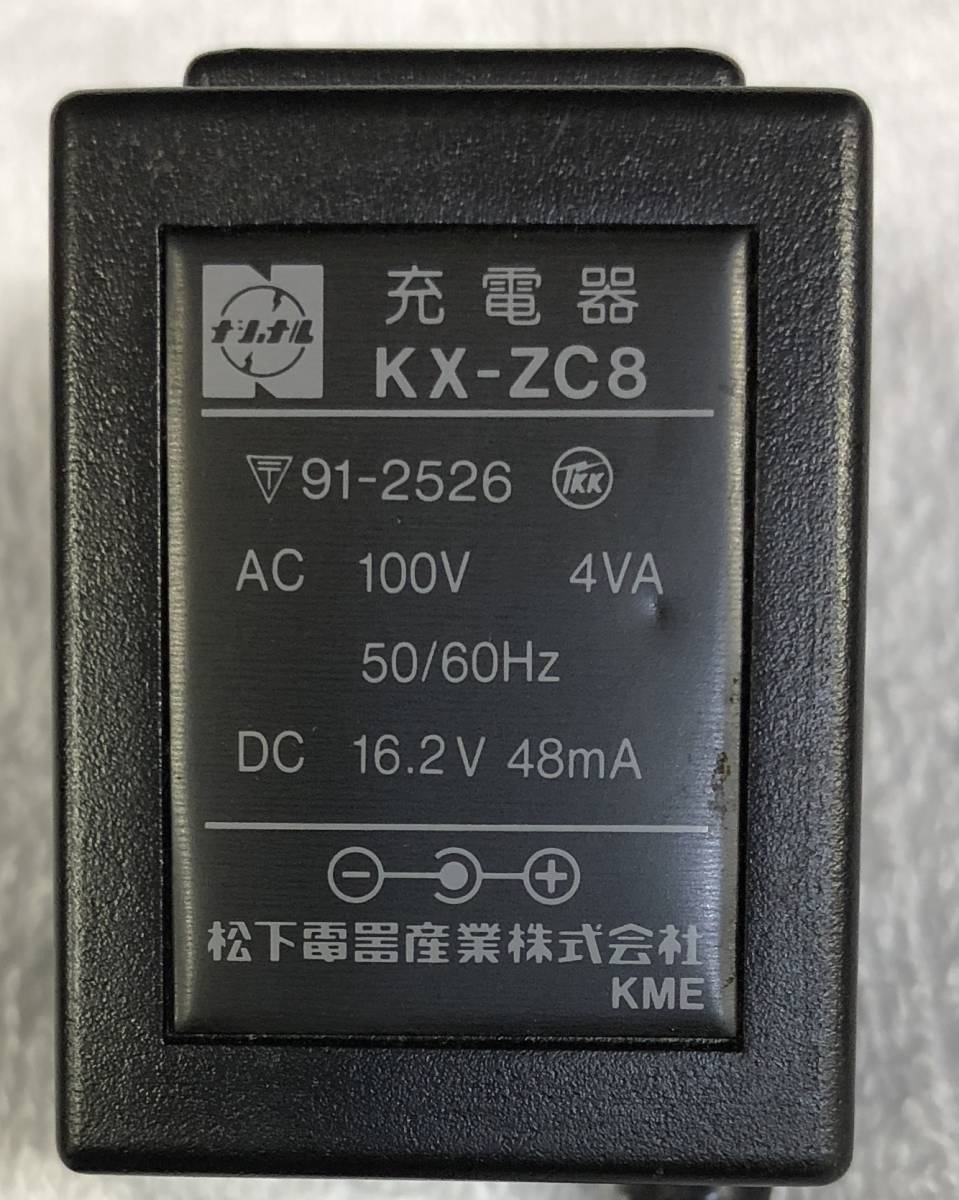 ナショナル
充電器
KX-ZC8
〒91-2526 TKK
AC 100V 4VA
50/60Hz
DC 16.2V 48mA
松下電器産業株式会社
KME